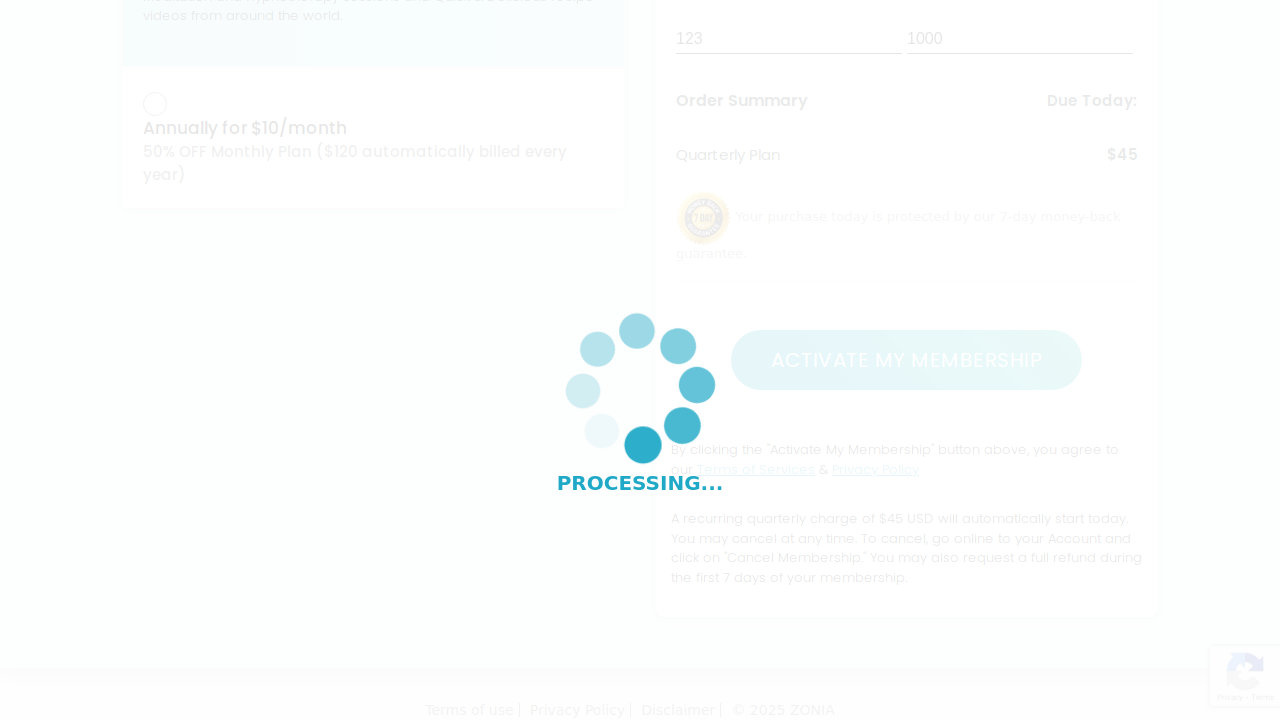 videos from around the world.
Annually for $10/month
50% OFF Monthly Plan ($120 automatically billed every
year)
123 1000
Order Summary Due Today:
Quarterly Plan $45
7 DAY
Your purchase today is protected by our 7-day money-back
guarantee.
ACTIVATE MY MEMBERSHIP
PROCESSING...
By clicking the "Activate My Membership" button above, you agree to
our Terms of Services & Privacy Policy
A recurring quarterly charge of $45 USD will automatically start today.
You may cancel at any time. To cancel, go online to your Account and
click on "Cancel Membership." You may also request a full refund during
the first 7 days of your membership.
Privacy - Terms
Terms of use | Privacy Policy | Disclaimer | © 2025 ZONIA